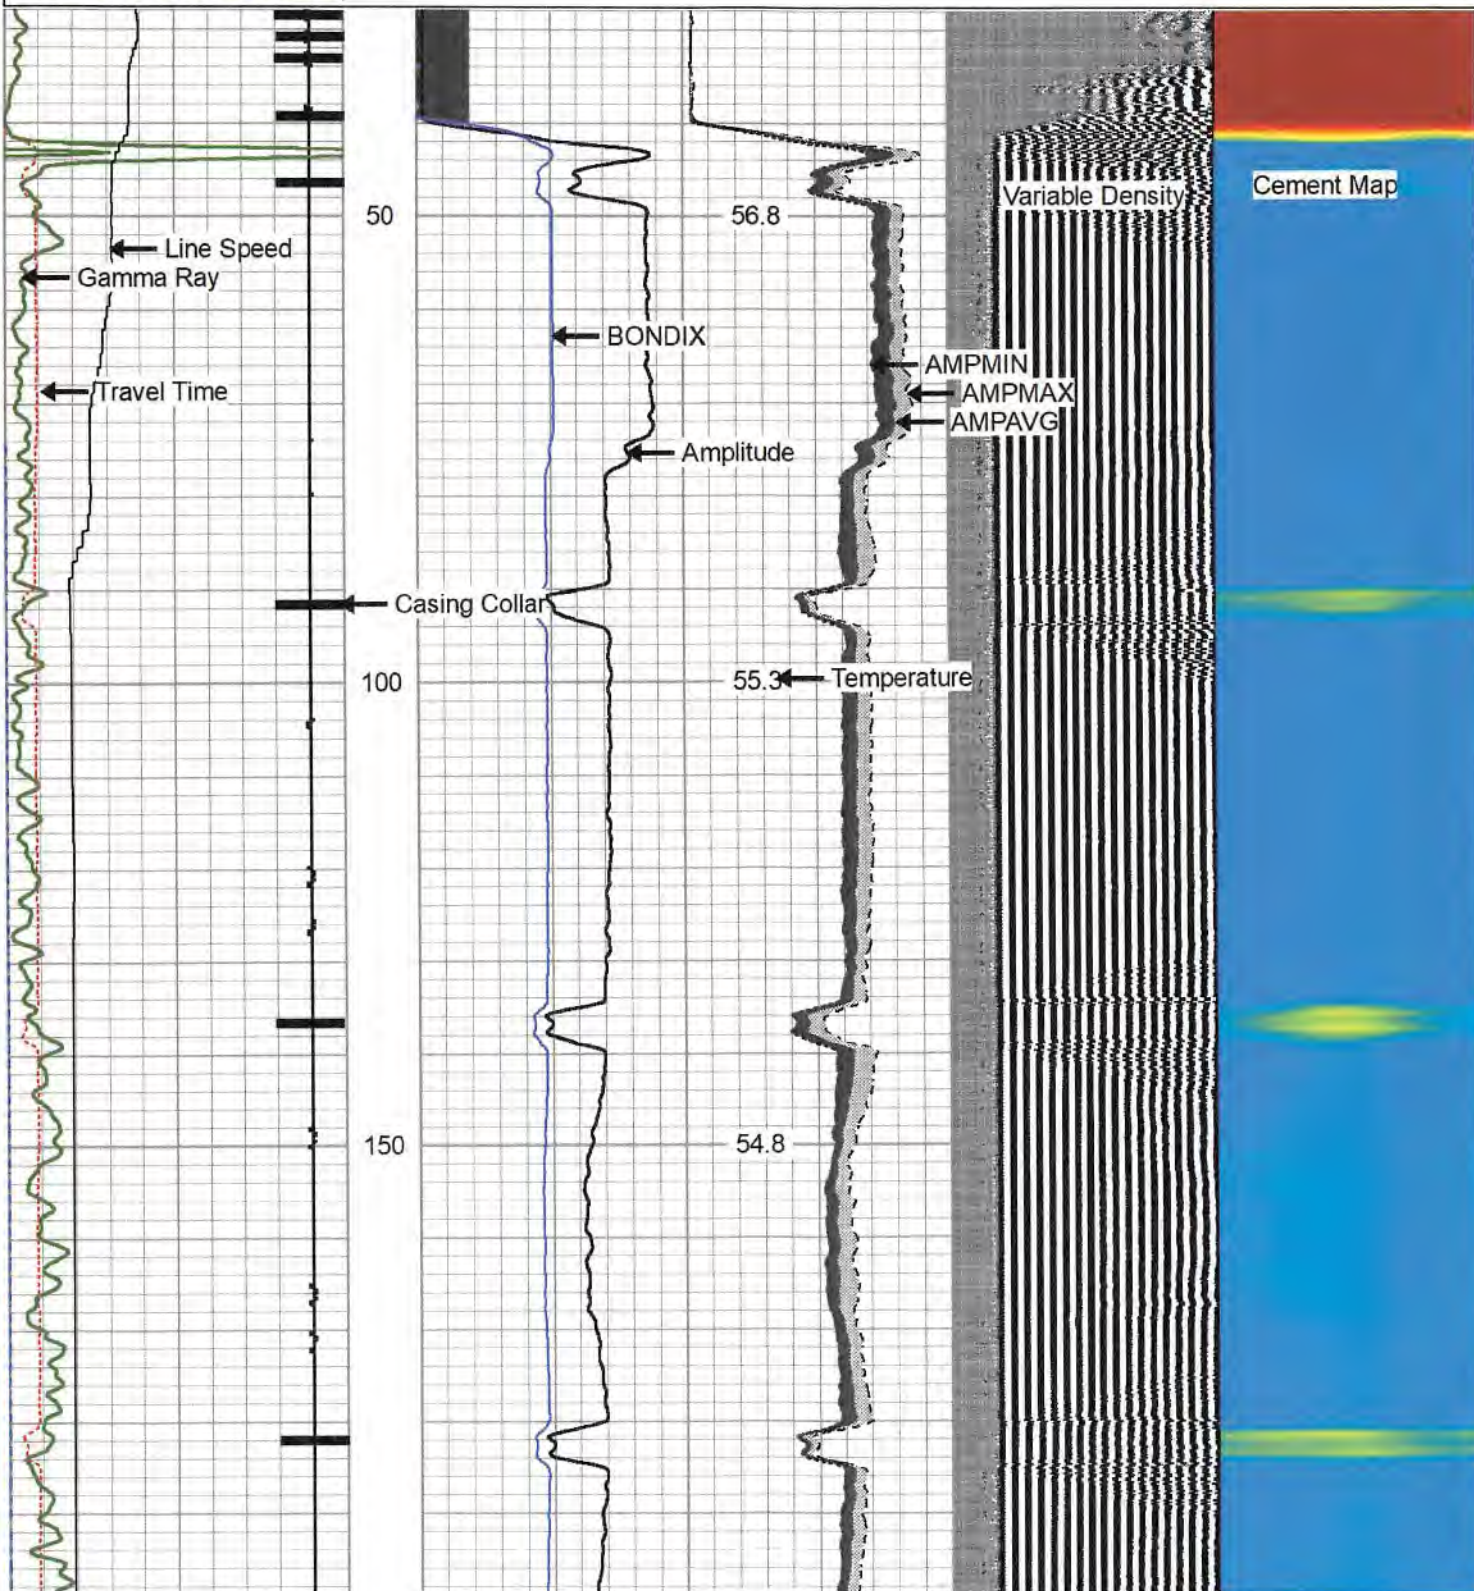 Variable Density
Cement Map
50
56.8
Line Speed
Gamma Ray
BONDIX
AMPMIN
Travel Time
AMPMAX
AMPAVG
Amplitude
Casing Collar
100
55.3
Temperature
150
54.8